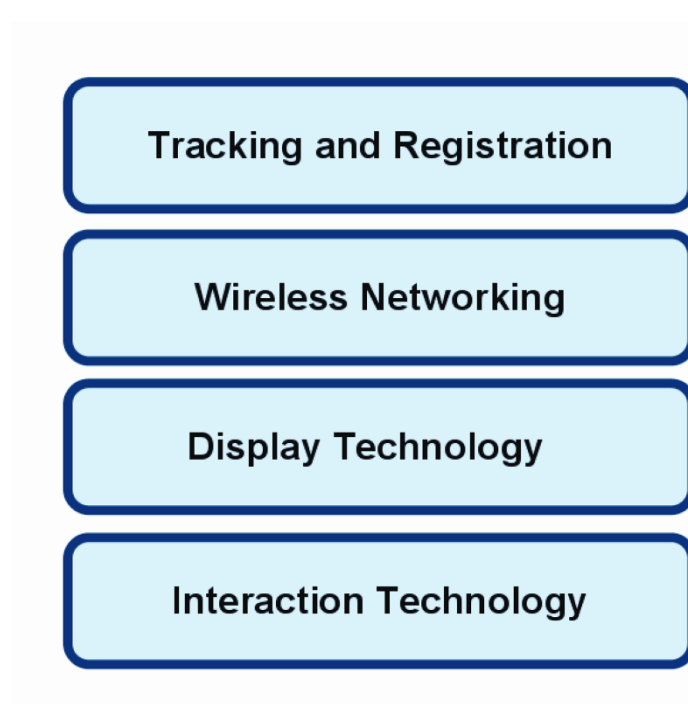 Tracking and Registration
Wireless Networking
Display Technology
Interaction Technology